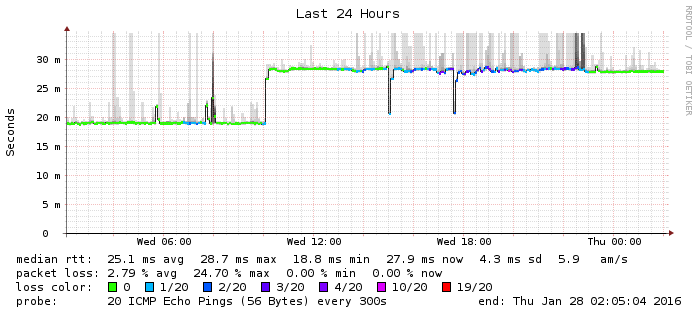 Last 24 Hours
RRDTOOL / TOBI OETIKER
Seconds
30 m
25 m
20 m
15 m
10 m
5 m
0
Wed 06:00 Wed 12:00 Wed 18:00 Thu 00:00
median rtt: 25.1 ms avg 28.7 ms max 18.8 ms min 27.9 ms now 4.3 ms sd 5.9 am/s
packet loss: 2.79 % avg 24.70 % max 0.00 % min 0.00 % now
loss color: 0 1/20 2/20 3/20 4/20 10/20 19/20
probe: 20 ICMP Echo Pings (56 Bytes) every 300s end: Thu Jan 28 02:05:04 2016